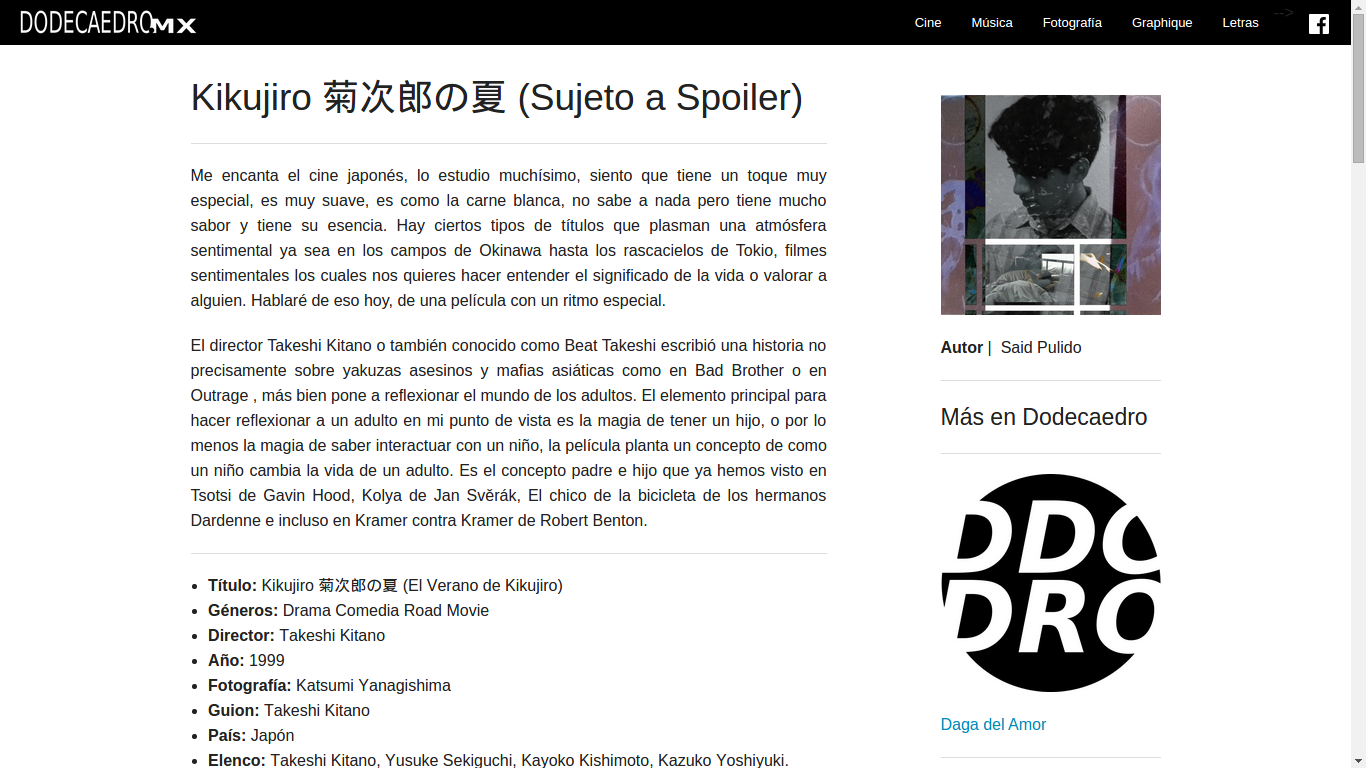 DODECAEDRO.MX
Cine Música Fotografía Graphique Letras -->
Kikujiro 菊次郎の夏 (Sujeto a Spoiler)
Me encanta el cine japonés, lo estudio muchísimo, siento que tiene un toque muy
especial, es muy suave, es como la carne blanca, no sabe a nada pero tiene mucho
sabor y tiene su esencia. Hay ciertos tipos de títulos que plasman una atmósfera
sentimental ya sea en los campos de Okinawa hasta los rascacielos de Tokio, filmes
sentimentales los cuales nos quieres hacer entender el significado de la vida o valorar a
alguien. Hablaré de eso hoy, de una película con un ritmo especial.
El director Takeshi Kitano o también conocido como Beat Takeshi escribió una historia no
precisamente sobre yakuzas asesinos y mafias asiáticas como en Bad Brother o en
Outrage , más bien pone a reflexionar el mundo de los adultos. El elemento principal para
hacer reflexionar a un adulto en mi punto de vista es la magia de tener un hijo, o por lo
menos la magia de saber interactuar con un niño, la película planta un concepto de como
un niño cambia la vida de un adulto. Es el concepto padre e hijo que ya hemos visto en
Tsotsi de Gavin Hood, Kolya de Jan Svěrák, El chico de la bicicleta de los hermanos
Dardenne e incluso en Kramer contra Kramer de Robert Benton.
• Título: Kikujiro 菊次郎の夏 (El Verano de Kikujiro)
• Géneros: Drama Comedia Road Movie
• Director: Takeshi Kitano
• Año: 1999
• Fotografía: Katsumi Yanagishima
• Guion: Takeshi Kitano
• País: Japón
• Elenco: Takeshi Kitano, Yusuke Sekiguchi, Kayoko Kishimoto, Kazuko Yoshiyuki.
Autor | Said Pulido
Más en Dodecaedro
DDO
DRO
Daga del Amor